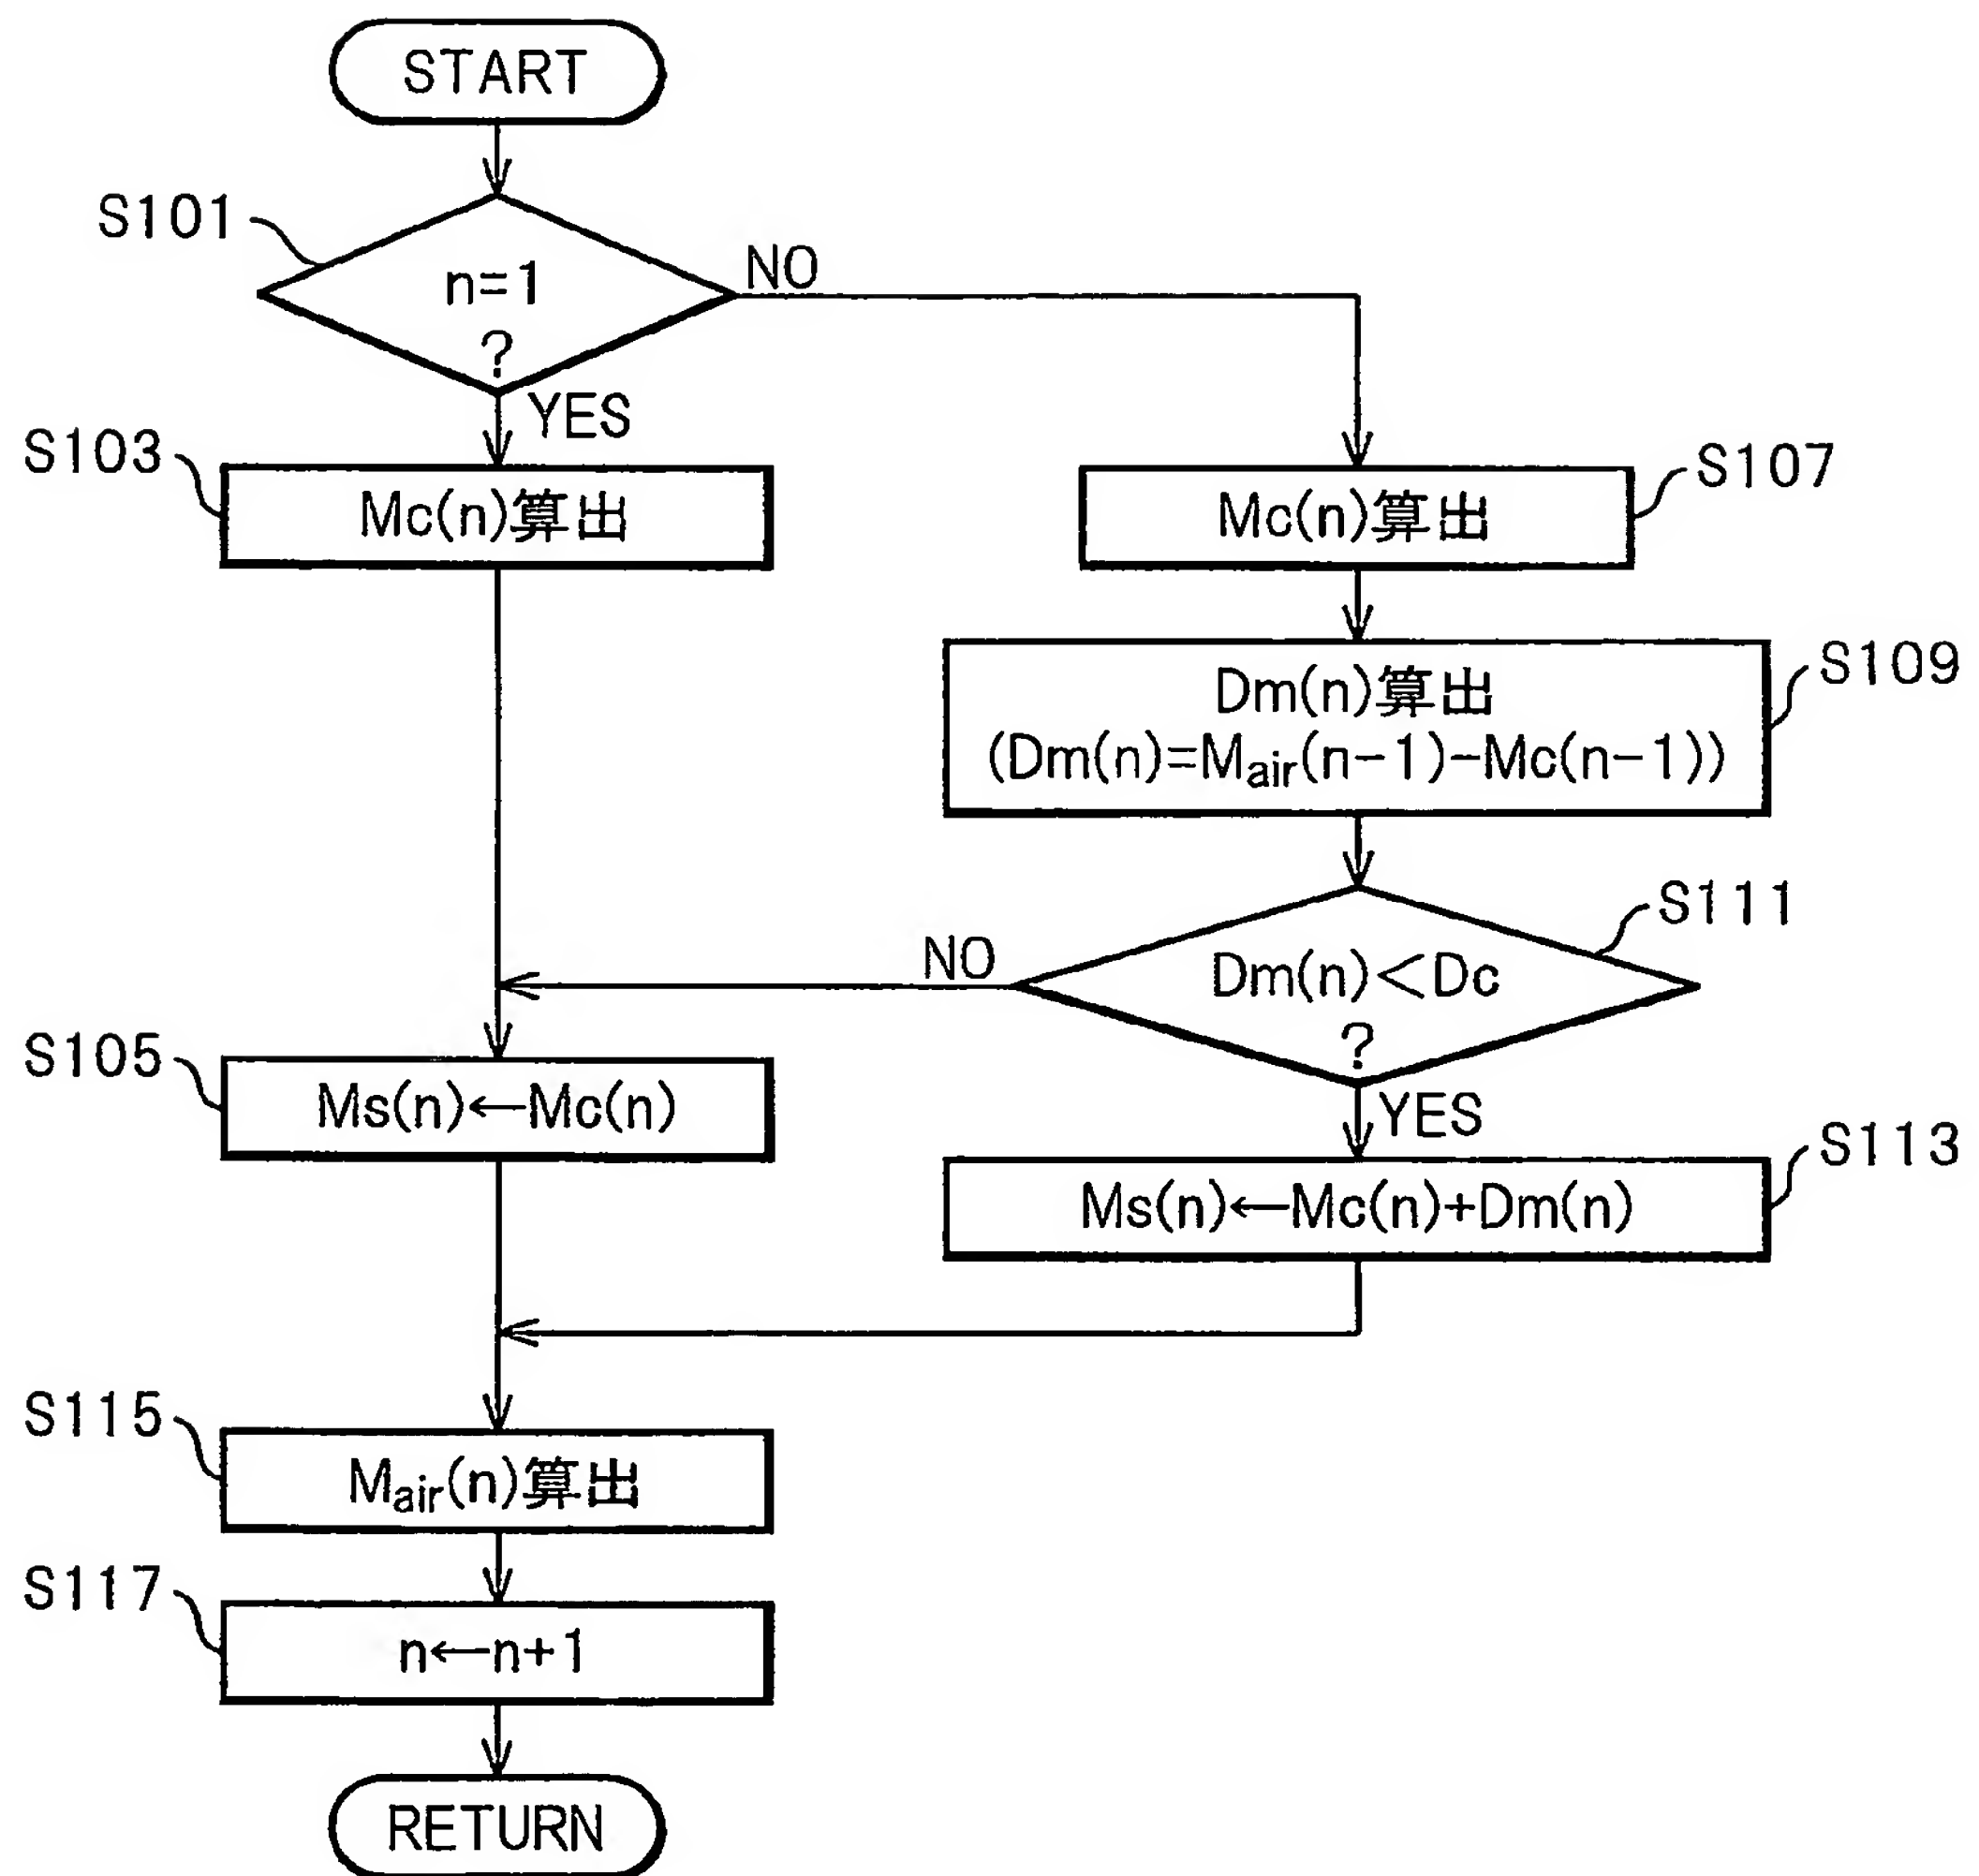 START
S101
n=1
?
NO
YES
S103
Mc(n)算出
S107
Mc(n)算出
S109
Dm(n)算出
(Dm(n)=Mair(n-1)-Mc(n-1))
S111
Dm(n)<Dc
?
NO
YES
S105
Ms(n)←Mc(n)
S113
Ms(n)←Mc(n)+Dm(n)
S115
Mair(n)算出
S117
n←n+1
RETURN